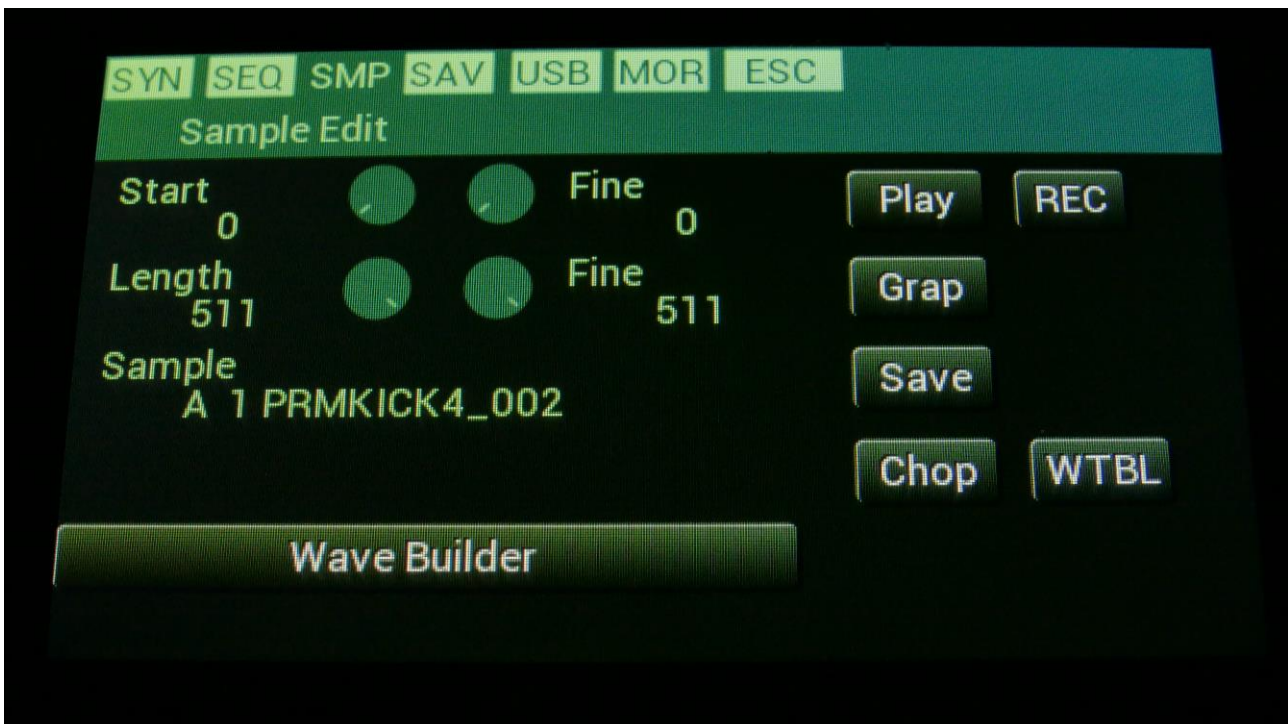 SYN SEQ SMP SAV USB MOR ESC
Sample Edit
Start Fine Play REC
0 0
Length Fine Grap
511 511
Sample Save
A 1 PRMKICK4_002
Chop WTBL
Wave Builder